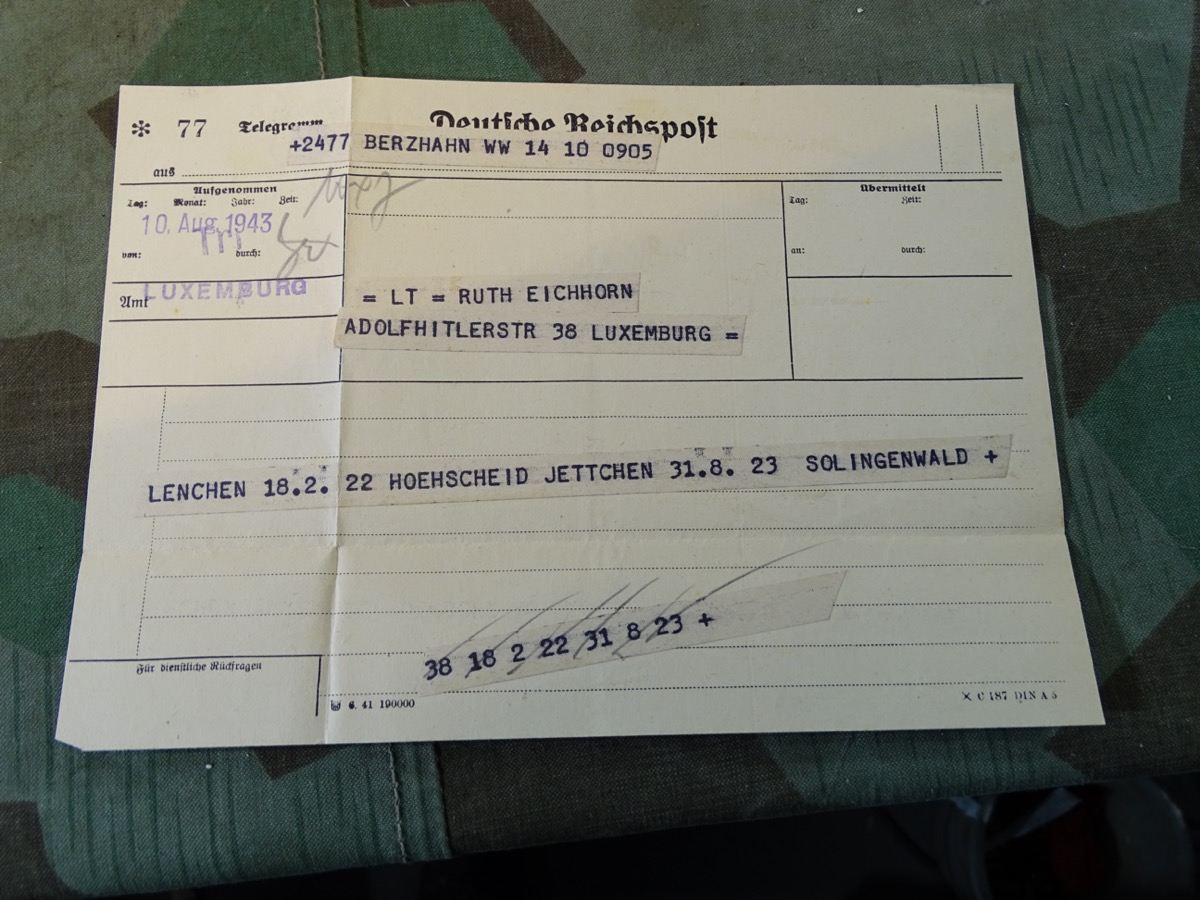 * 77 Telegramm Deutsche Reichspost
+2477 BERZHAHN WW 14 10 0905
aus
Aufgenommen
Tag: Monat: Jahr: Zeit:
10. Aug. 1943
von: durch:
Amt LUXEMBURG
Übermittelt
Tag: Zeit:
an: durch:
= LT = RUTH EICHHORN
ADOLFHITLERSTR 38 LUXEMBURG =
LENCHEN 18.2. 22 HOEHSCHEID JETTCHEN 31.8. 23 SOLINGENWALD +
38 18 2 22 31 8 23 +
Für dienstliche Rückfragen
6. 41 190000
× C 187 DIN A 5